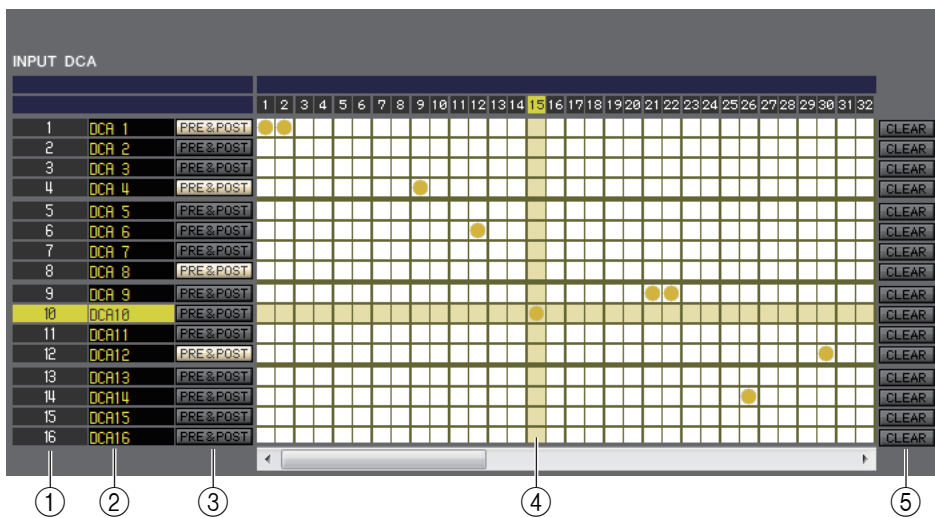 INPUT DCA
1 2 3 4 5 6 7 8 9 10 11 12 13 14 15 16 17 18 19 20 21 22 23 24 25 26 27 28 29 30 31 32
1 DCA 1 PRE&POST CLEAR
2 DCA 2 PRE&POST CLEAR
3 DCA 3 PRE&POST CLEAR
4 DCA 4 PRE&POST CLEAR
5 DCA 5 PRE&POST CLEAR
6 DCA 6 PRE&POST CLEAR
7 DCA 7 PRE&POST CLEAR
8 DCA 8 PRE&POST CLEAR
9 DCA 9 PRE&POST CLEAR
10 DCA10 PRE&POST CLEAR
11 DCA11 PRE&POST CLEAR
12 DCA12 PRE&POST CLEAR
13 DCA13 PRE&POST CLEAR
14 DCA14 PRE&POST CLEAR
15 DCA15 PRE&POST CLEAR
16 DCA16 PRE&POST CLEAR
1 2 3 4 5